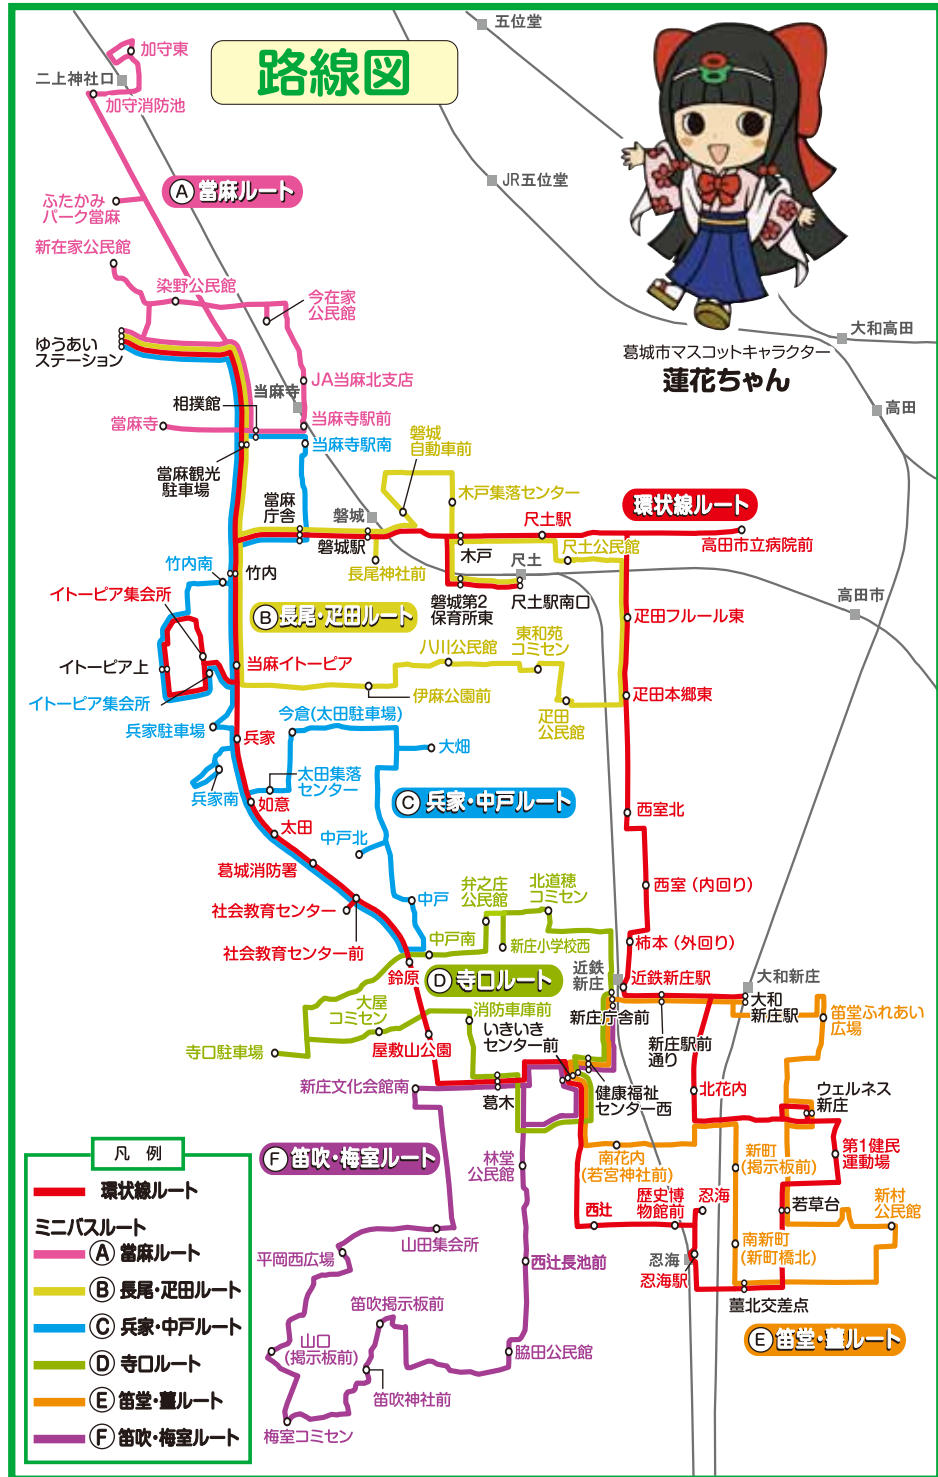 路線図
五位堂
加守東
二上神社口
加守消防池
JR五位堂
Ⓐ 當麻ルート
ふたかみ
パーク當麻
新在家公民館
染野公民館
今在家
公民館
大和高田
ゆうあい
ステーション
葛城市マスコットキャラクター
蓮花ちゃん
JA当麻北支店
当麻寺
相撲館
高田
當麻寺
当麻寺駅前
当麻寺駅南
磐城
自動車前
當麻観光
駐車場
木戸集落センター
環状線ルート
當麻
庁舎
磐城
尺土駅
磐城駅
木戸
尺土公民館
高田市立病院前
竹内南
竹内
長尾神社前
尺土
イトーピア集会所
磐城第2
保育所東
尺土駅南口
高田市
Ⓑ 長尾・疋田ルート
疋田フルール東
八川公民館
東和苑
コミセン
イトーピア上
当麻イトーピア
伊麻公園前
疋田本郷東
イトーピア集会所
疋田
公民館
兵家駐車場
今倉(太田駐車場)
兵家
大畑
太田集落
センター
兵家南
如意
Ⓒ 兵家・中戸ルート
西室北
太田
中戸北
葛城消防署
西室(内回り)
社会教育センター
中戸
井之庄
公民館
北道穂
コミセン
社会教育センター前
中戸南
新庄小学校西
柿本(外回り)
鈴原
Ⓓ 寺口ルート
近鉄
新庄
近鉄新庄駅
大和新庄
大屋
コミセン
消防車庫前
新庄庁舎前
大和
新庄駅
笛堂ふれあい
広場
寺口駐車場
屋敷山公園
いきいき
センター前
新庄駅前
通り
新庄文化会館南
葛木
健康福祉
センター西
北花内
ウェルネス
新庄
凡 例
環状線ルート
ミニバスルート
Ⓐ 當麻ルート
Ⓑ 長尾・疋田ルート
Ⓒ 兵家・中戸ルート
Ⓓ 寺口ルート
Ⓔ 笛堂・薑ルート
Ⓕ 笛吹・梅室ルート
Ⓕ 笛吹・梅室ルート
林堂
公民館
南花内
(若宮神社前)
新町
(掲示板前)
第1健民
運動場
西辻
歴史博
物館前
忍海
若草台
新村
公民館
山田集会所
平岡西広場
西辻長池前
忍海
忍海駅
南新町
(新町橋北)
笛吹掲示板前
薑北交差点
山口
(掲示板前)
脇田公民館
Ⓔ 笛堂・薑ルート
笛吹神社前
梅室コミセン